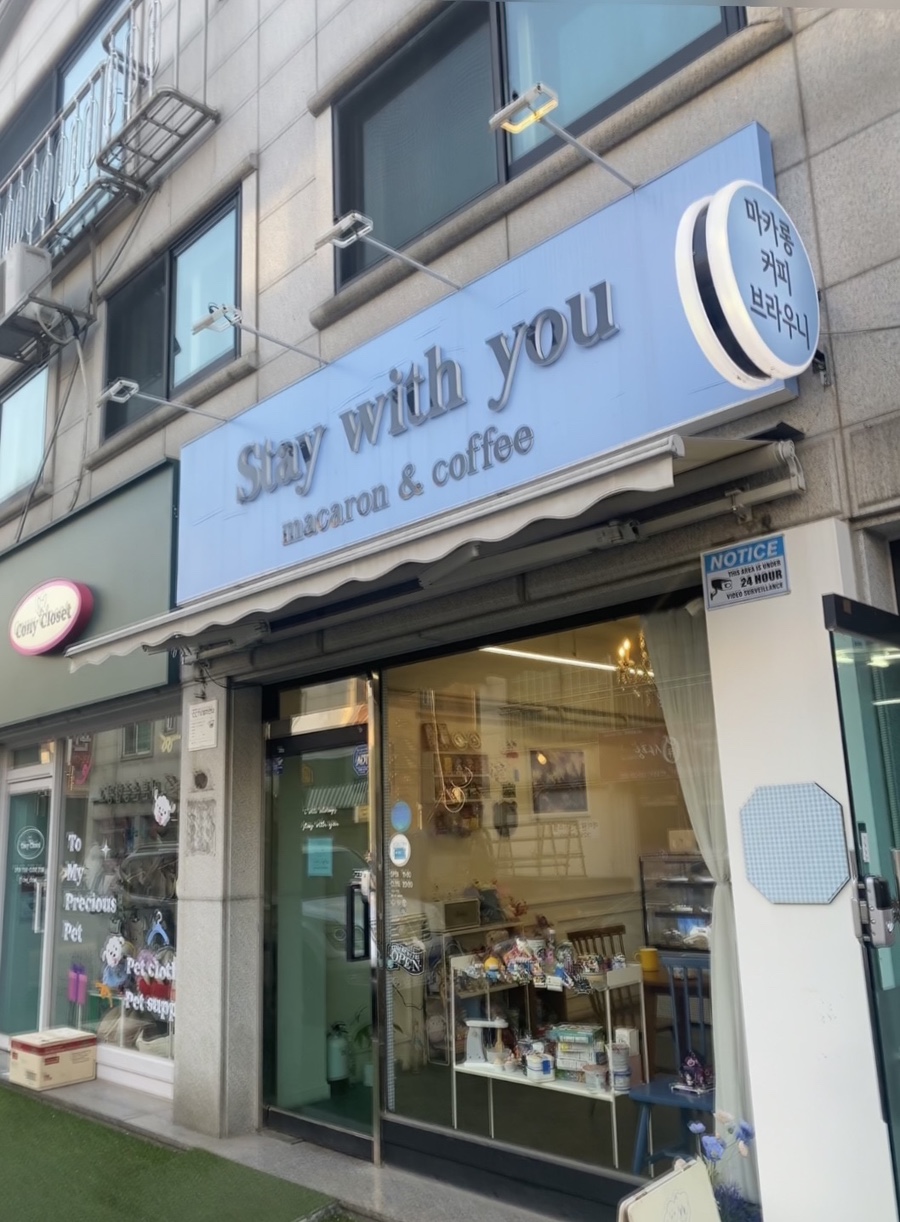 Stay with you
macaron & coffee
마카롱
커피
브라우니
NOTICE
THIS AREA IS UNDER
24 HOUR
VIDEO SURVEILLANCE
Cony Closet
To
My
Precious
Pet
Pet clot
Pet supp
OPEN